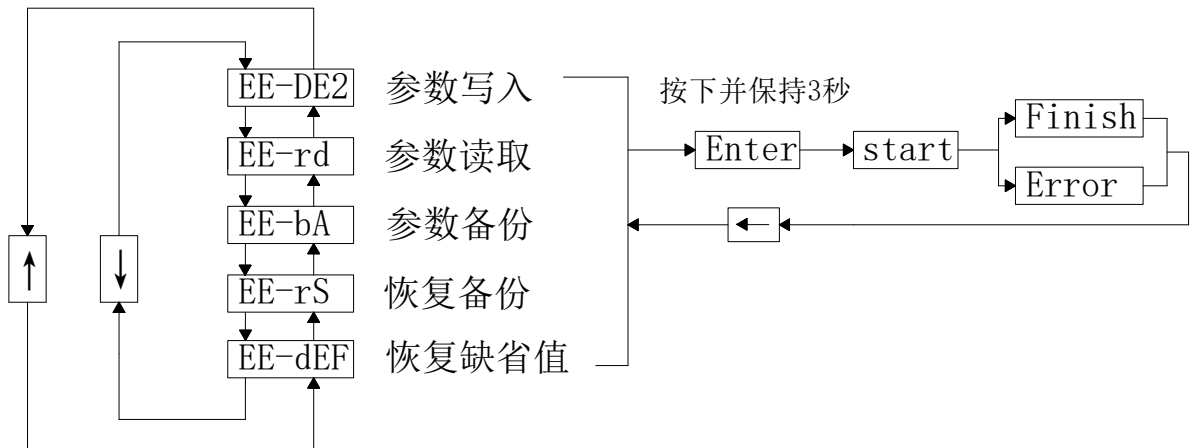 EE-DE2 参数写入
EE-rd 参数读取
EE-bA 参数备份
EE-rS 恢复备份
EE-dEF 恢复缺省值
按下并保持3秒
Enter
start
Finish
Error